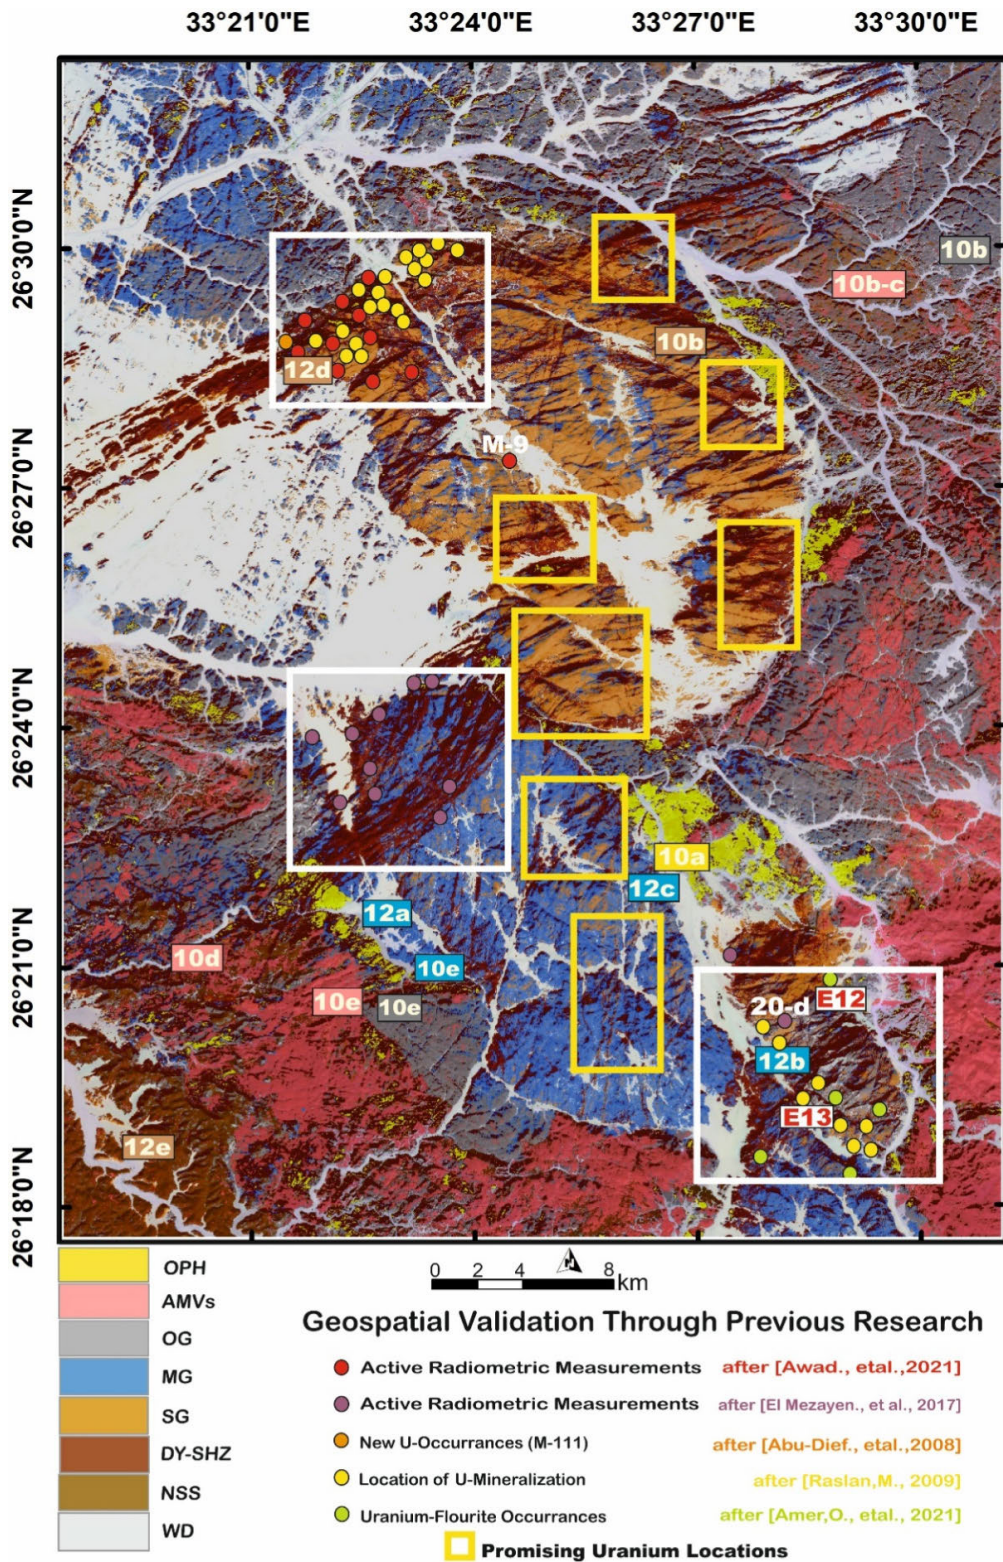 33°21'0"E 33°24'0"E 33°27'0"E 33°30'0"E
26°30'0"N
26°27'0"N
26°24'0"N
26°21'0"N
26°18'0"N
10b
10b-c
10b
12d
M-9
10a
12c
12a
10d
10e
10e
10e
20-d
E12
12b
E13
12e
OPH
AMVs
OG
MG
SG
DY-SHZ
NSS
WD
0 2 4 8 km
N
Geospatial Validation Through Previous Research
Active Radiometric Measurements after [Awad., etal.,2021]
Active Radiometric Measurements after [El Mezayen., et al., 2017]
New U-Occurrances (M-111) after [Abu-Dief., etal.,2008]
Location of U-Mineralization after [Raslan,M., 2009]
Uranium-Flourite Occurrances after [Amer,O., etal., 2021]
Promising Uranium Locations